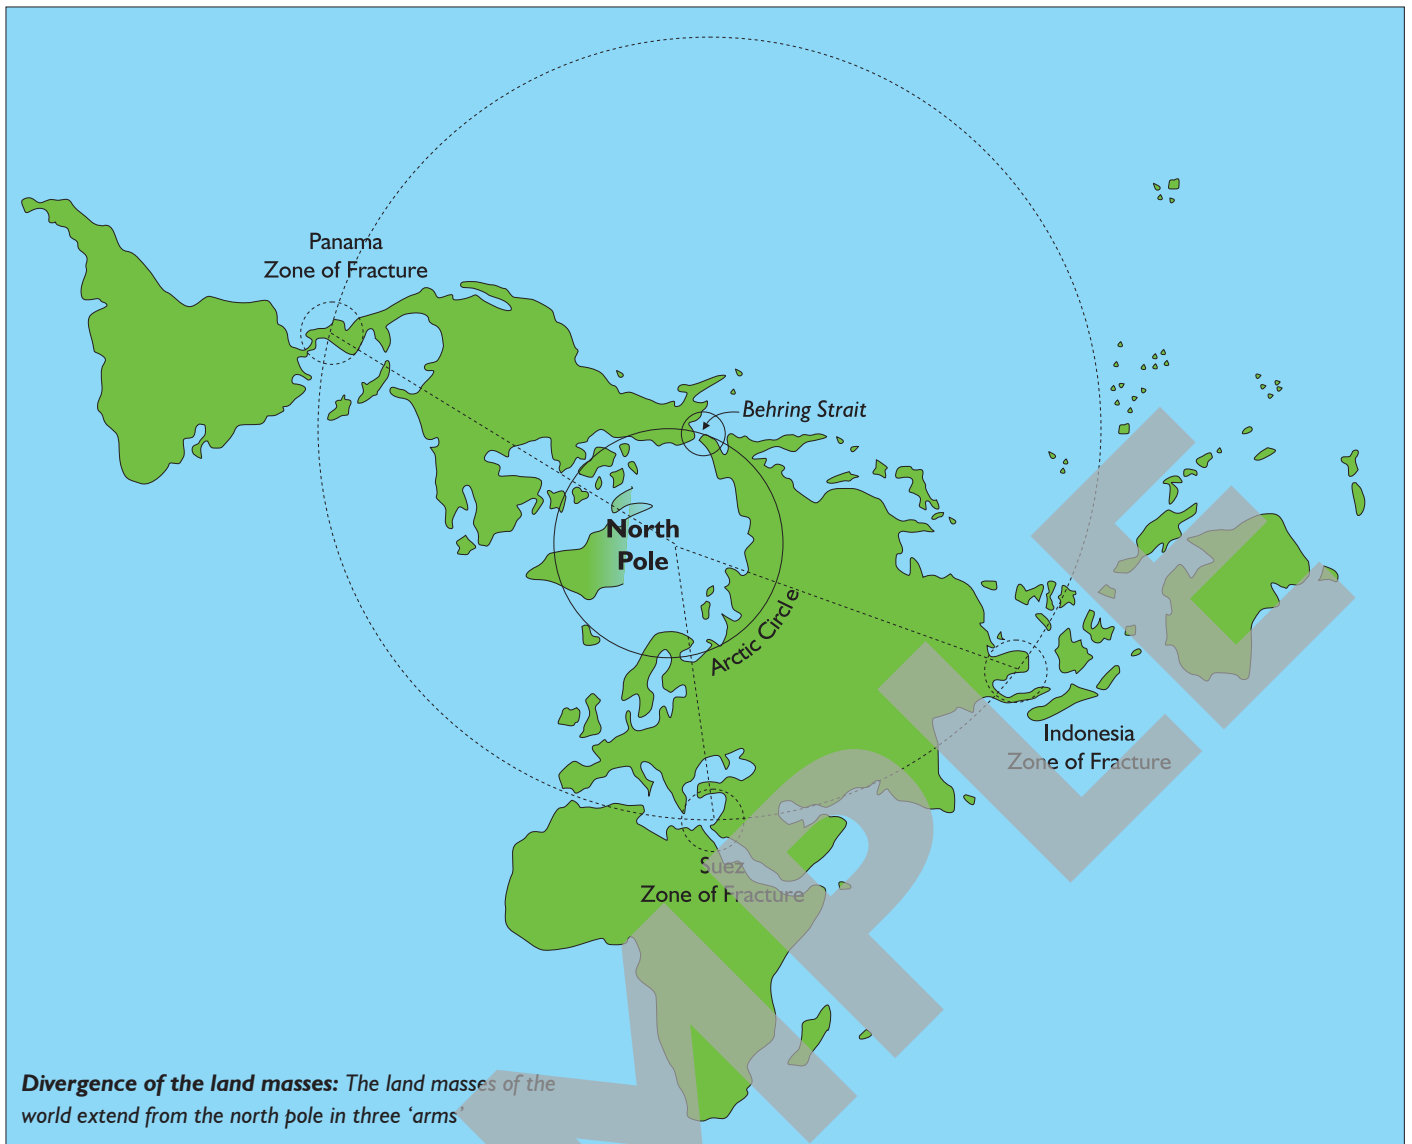 Panama
Zone of Fracture
Behring Strait
North
Pole
Arctic Circle
Indonesia
Zone of Fracture
Suez
Zone of Fracture
Divergence of the land masses: The land masses of the
world extend from the north pole in three ‘arms’